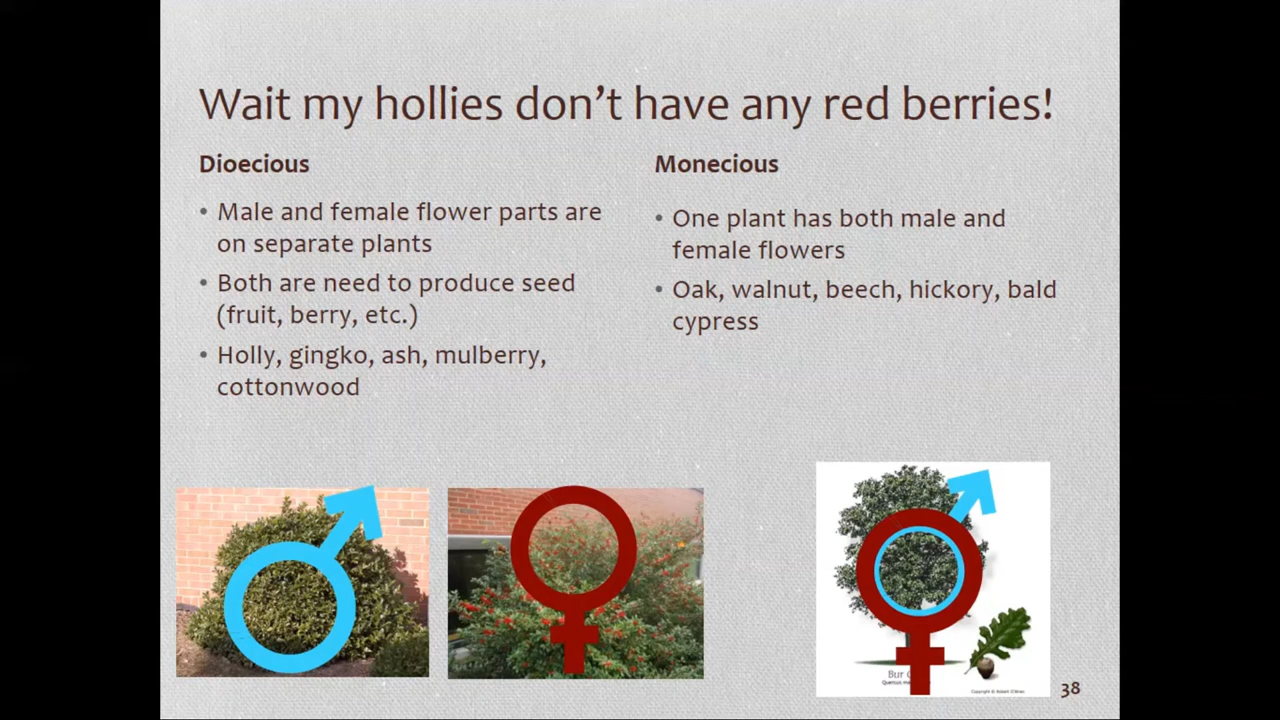 Wait my hollies don't have any red berries!
Dioecious
• Male and female flower parts are
on separate plants
• Both are need to produce seed
(fruit, berry, etc.)
• Holly, gingko, ash, mulberry,
cottonwood
Monecious
• One plant has both male and
female flowers
• Oak, walnut, beech, hickory, bald
cypress
Bur
Quercus
38